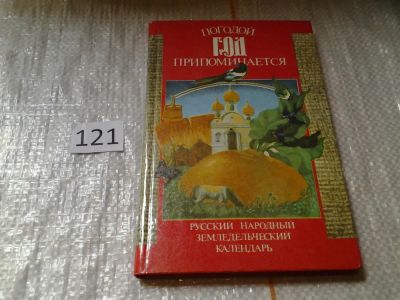 ПОГОДОЙ
ГОД
ПРИПОМИНАЕТСЯ
121
РУССКИЙ НАРОДНЫЙ
ЗЕМЛЕДЕЛЬЧЕСКИЙ
КАЛЕНДАРЬ